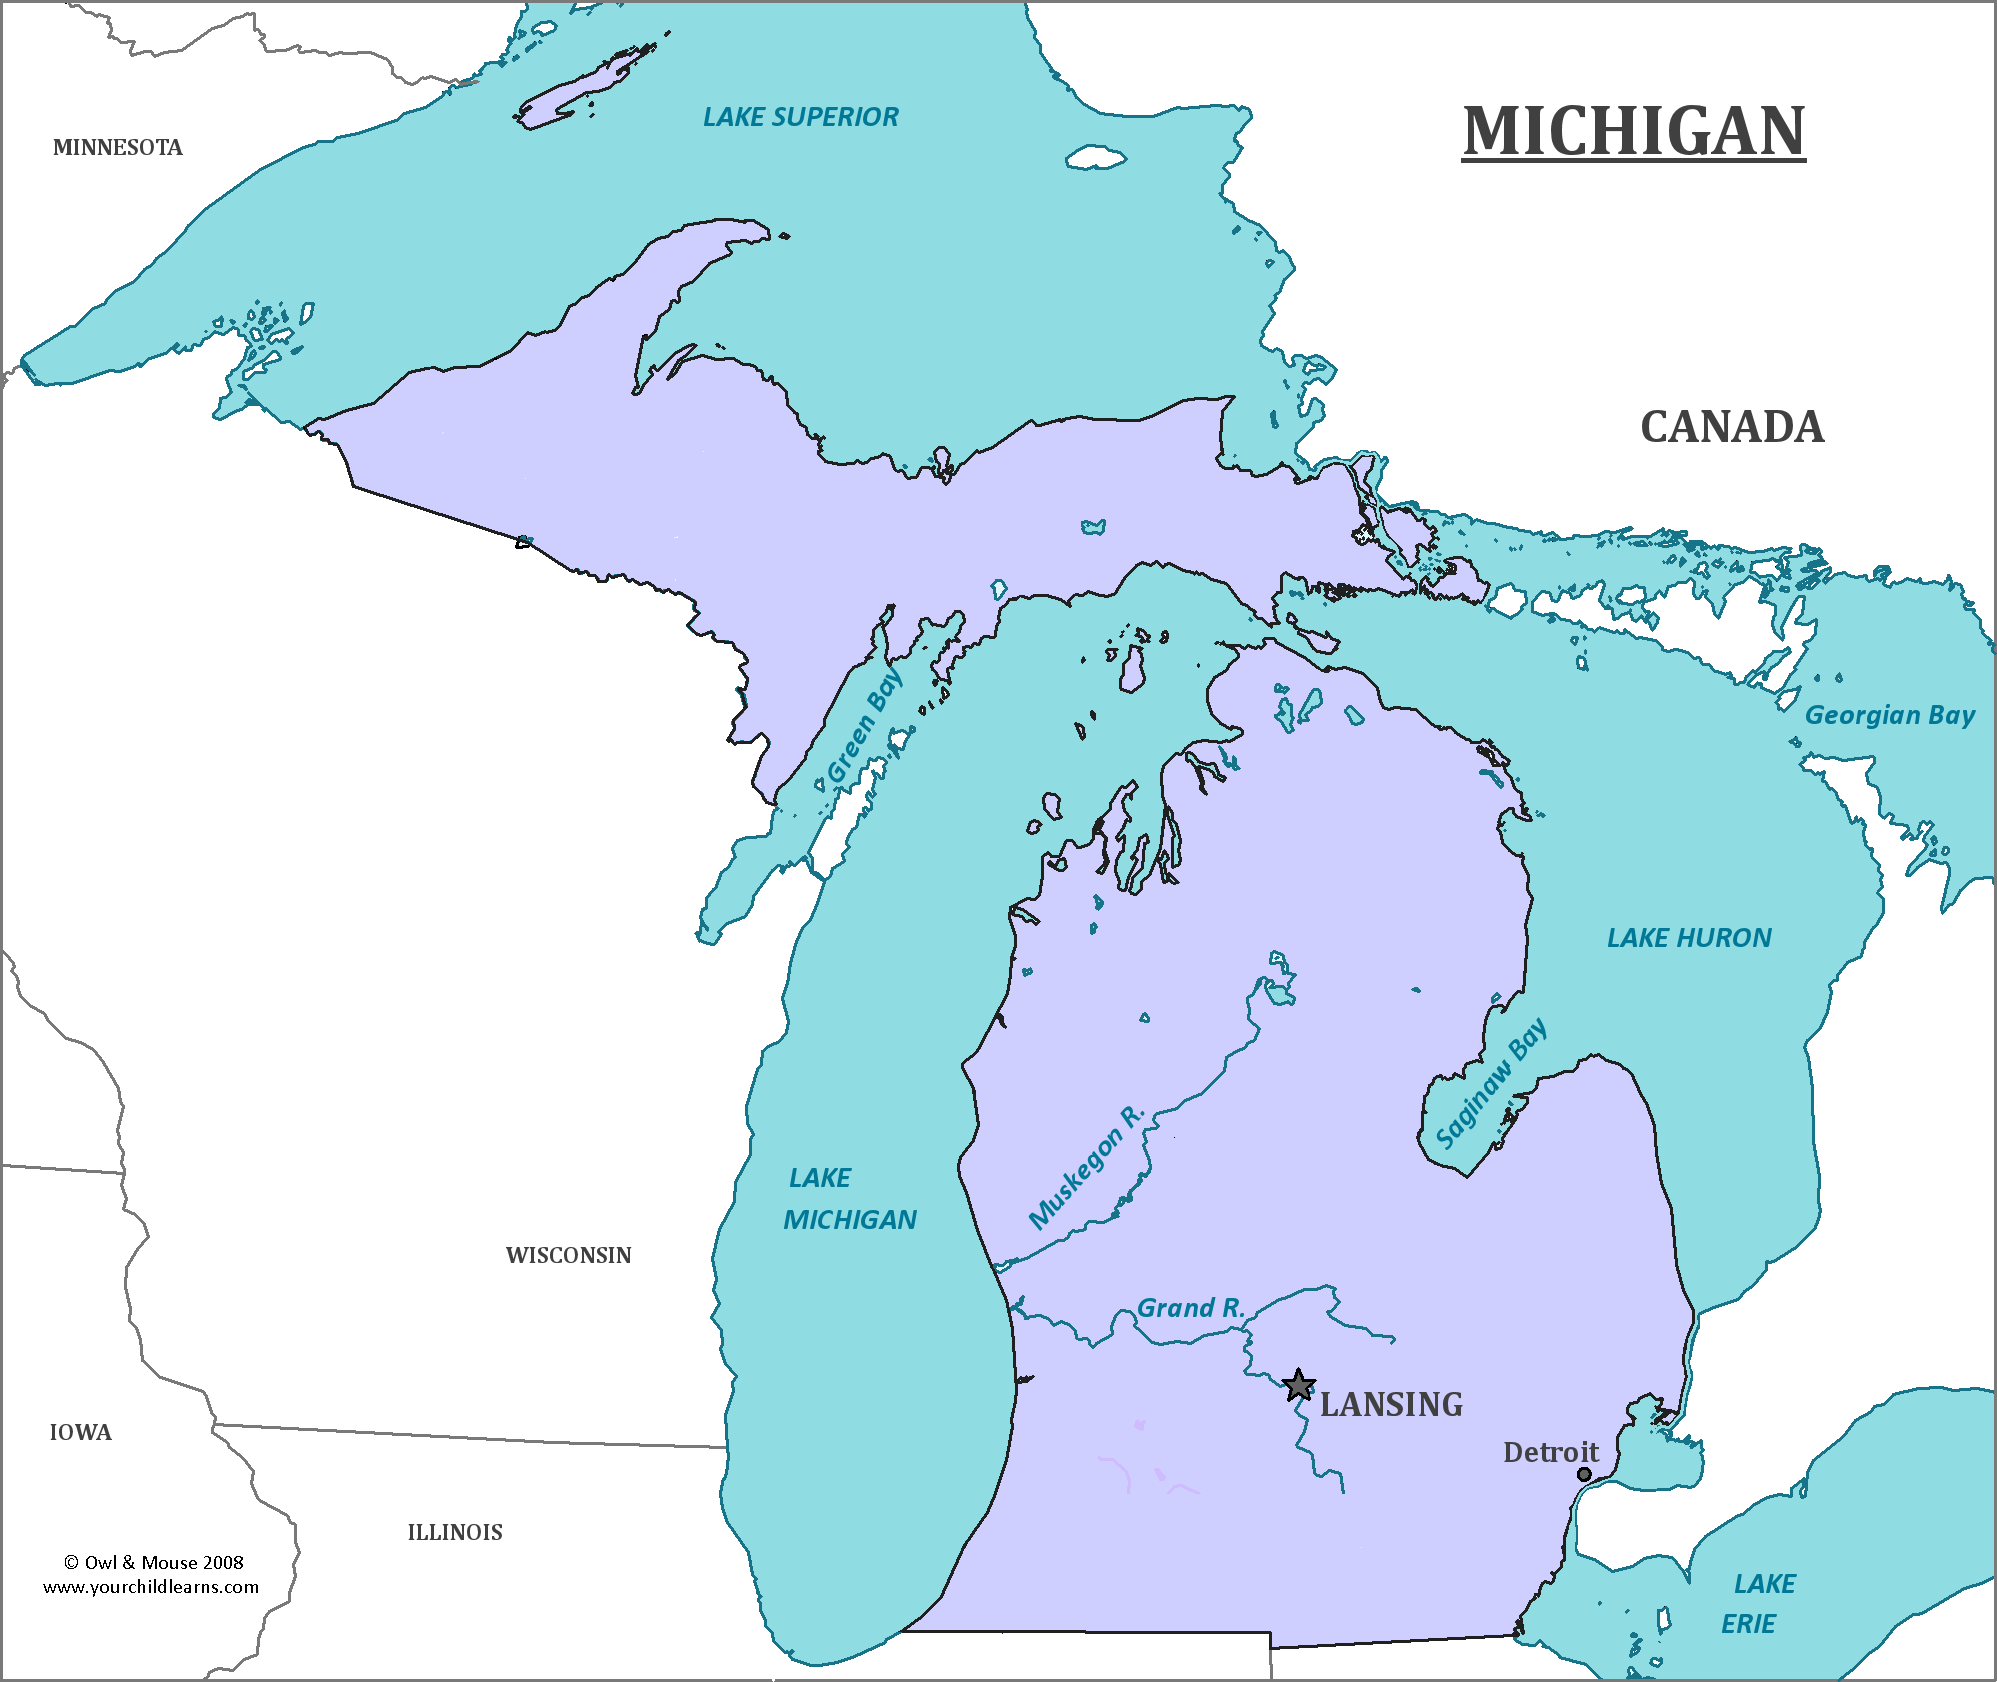 LAKE SUPERIOR
MICHIGAN
MINNESOTA
CANADA
Green Bay
Georgian Bay
LAKE HURON
Saginaw Bay
Muskegon R.
LAKE
MICHIGAN
WISCONSIN
Grand R.
LANSING
IOWA
Detroit
ILLINOIS
© Owl & Mouse 2008
www.yourchildlearns.com
LAKE
ERIE